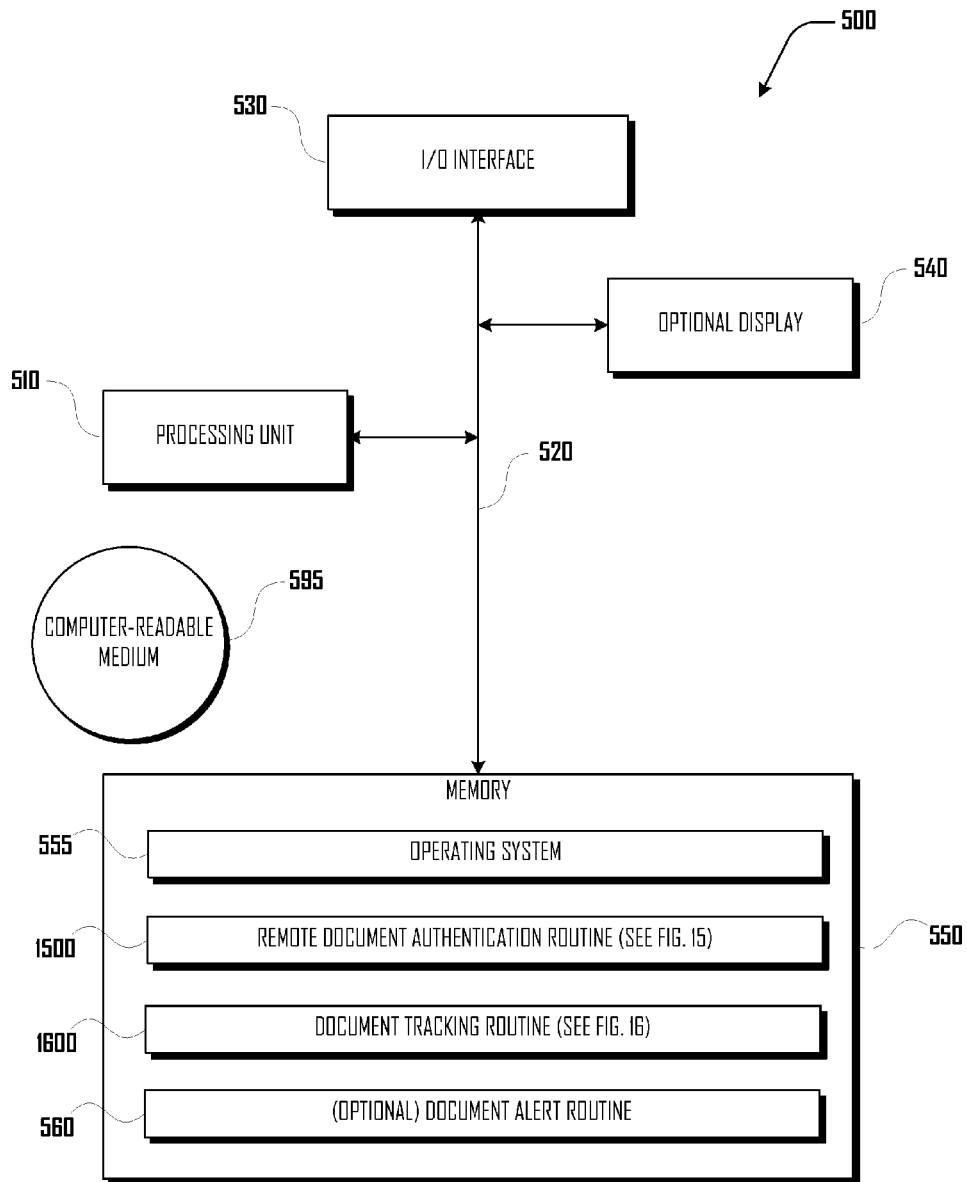 500
530
I/O INTERFACE
540
OPTIONAL DISPLAY
510
PROCESSING UNIT
520
595
COMPUTER-READABLE
MEDIUM
MEMORY
555
OPERATING SYSTEM
1500
REMOTE DOCUMENT AUTHENTICATION ROUTINE (SEE FIG. 15)
550
1600
DOCUMENT TRACKING ROUTINE (SEE FIG. 16)
560
(OPTIONAL) DOCUMENT ALERT ROUTINE